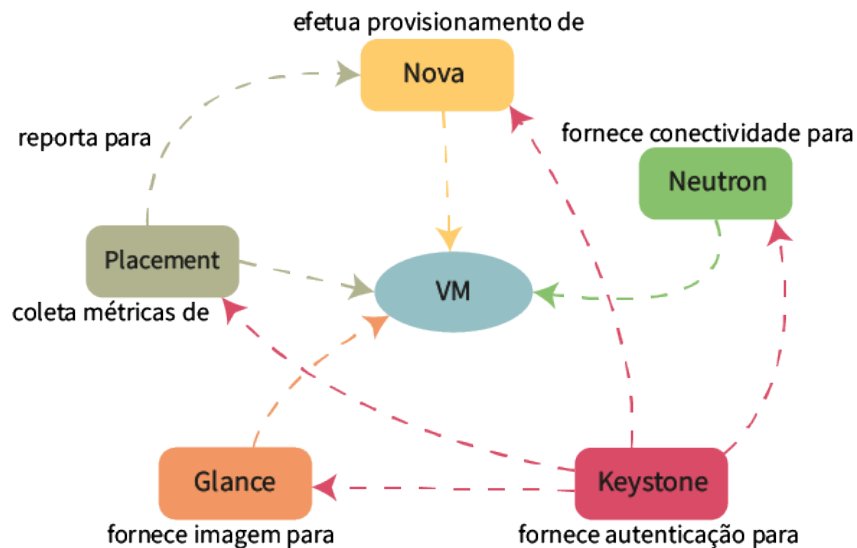 efetua provisionamento de
Nova
reporta para
fornece conectividade para
Neutron
Placement
coleta métricas de
VM
Glance
fornece imagem para
Keystone
fornece autenticação para